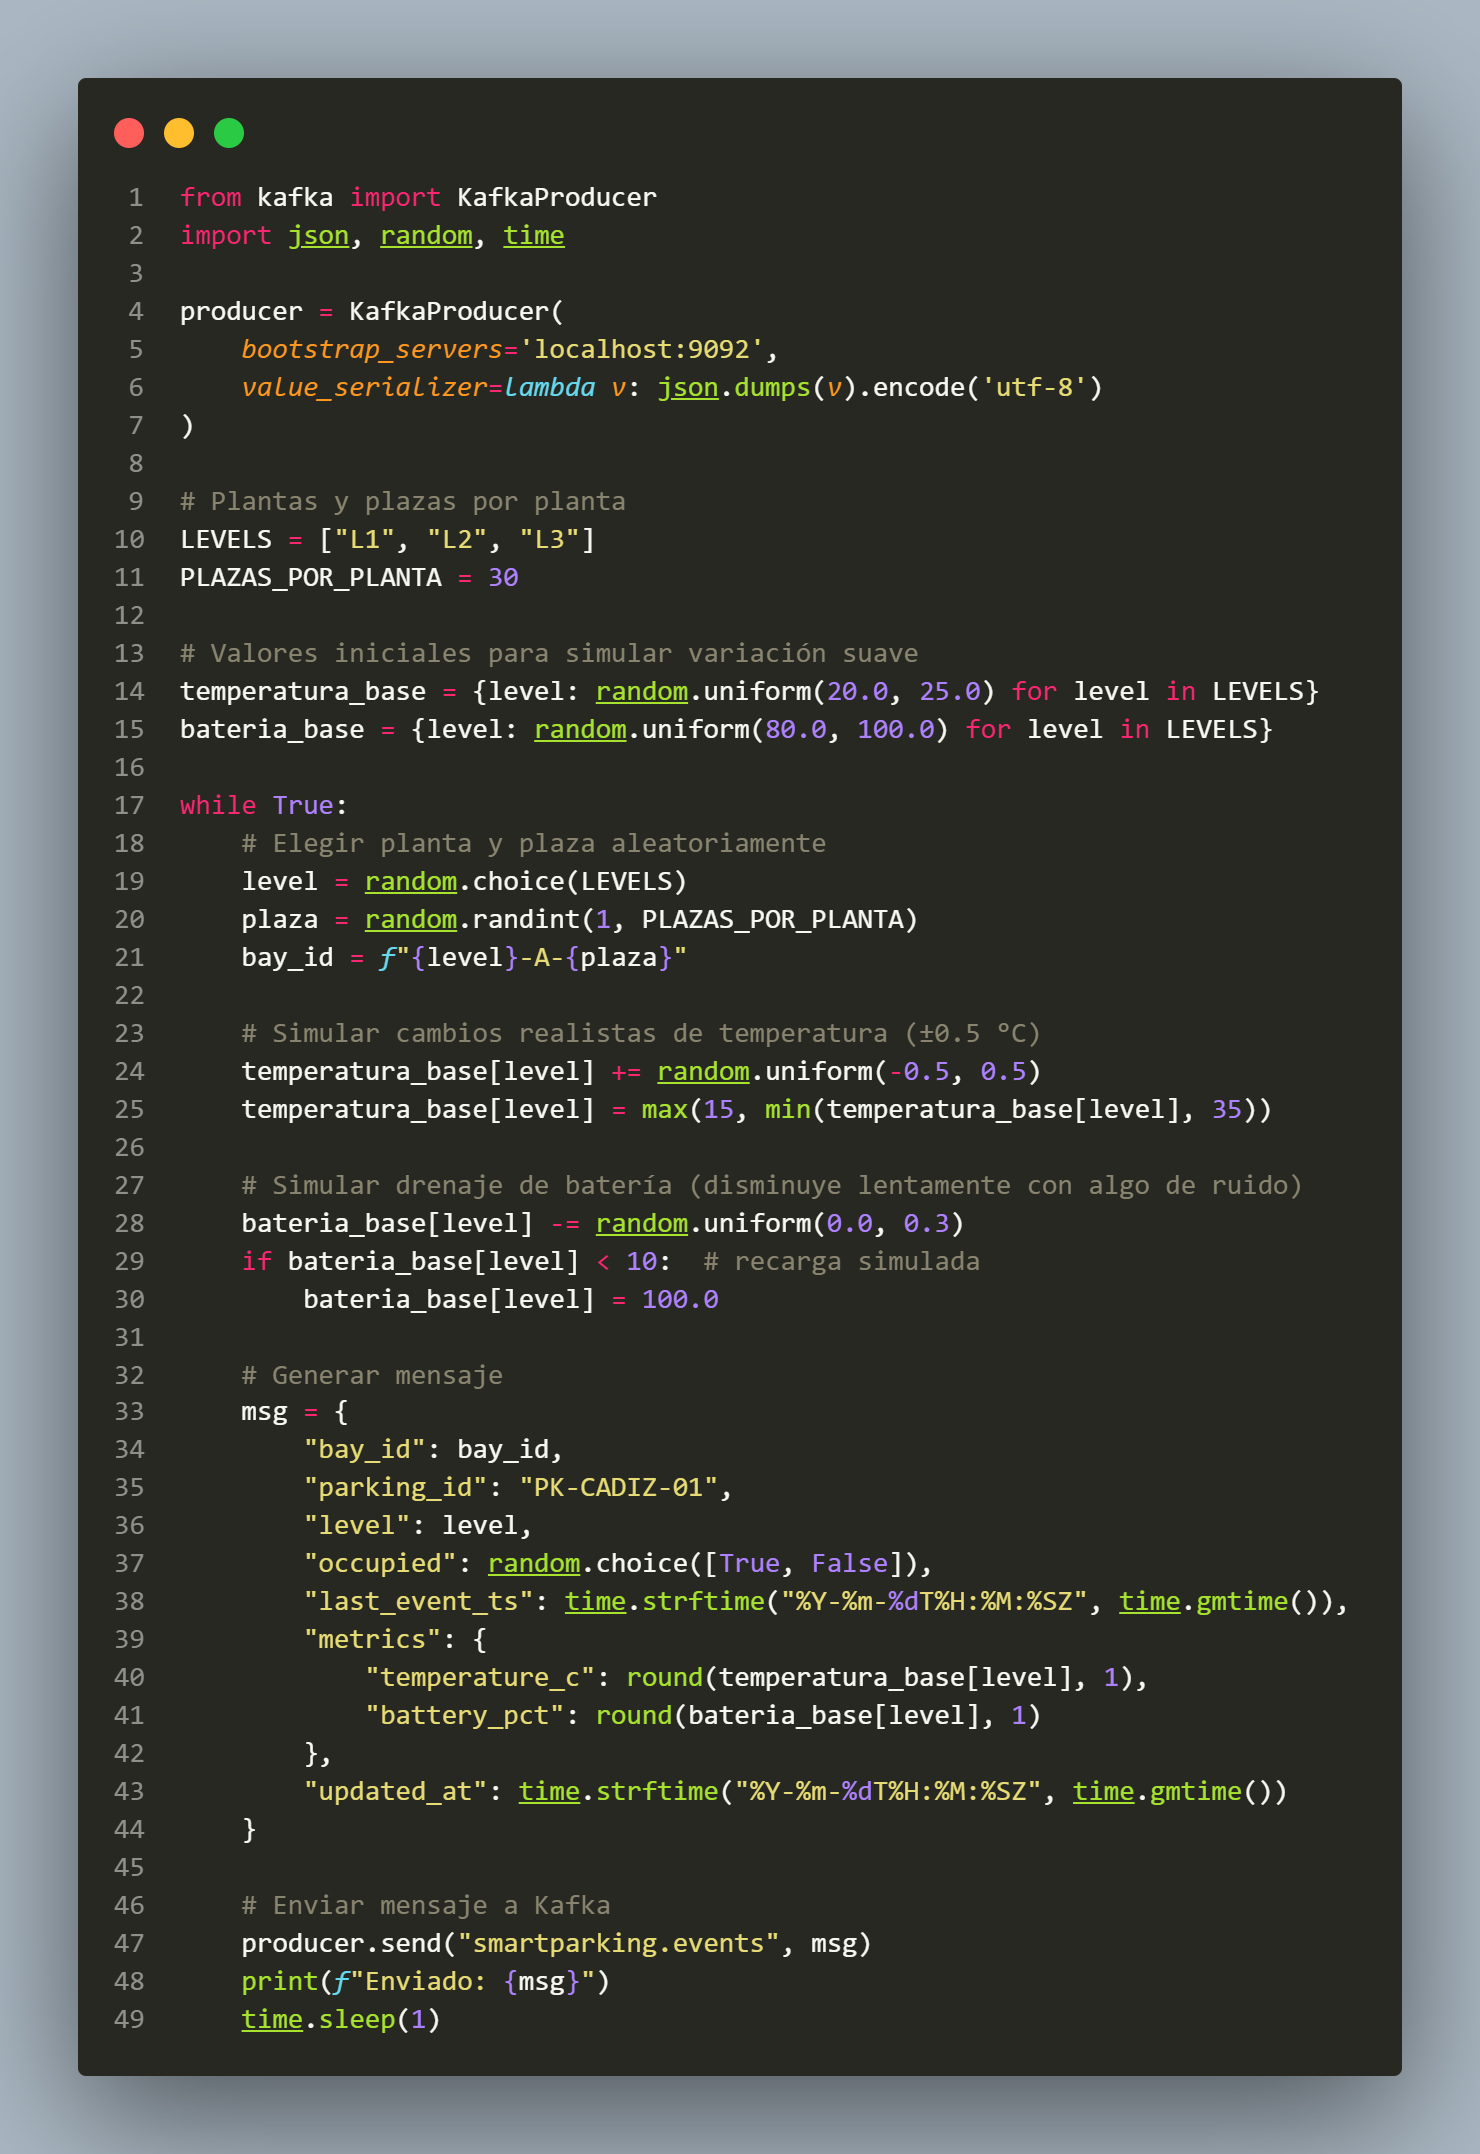 1 from kafka import KafkaProducer
2 import json, random, time
3
4 producer = KafkaProducer(
5     bootstrap_servers='localhost:9092',
6     value_serializer=lambda v: json.dumps(v).encode('utf-8')
7 )
8
9 # Plantas y plazas por planta
10 LEVELS = ["L1", "L2", "L3"]
11 PLAZAS_POR_PLANTA = 30
12
13 # Valores iniciales para simular variación suave
14 temperatura_base = {level: random.uniform(20.0, 25.0) for level in LEVELS}
15 bateria_base = {level: random.uniform(80.0, 100.0) for level in LEVELS}
16
17 while True:
18     # Elegir planta y plaza aleatoriamente
19     level = random.choice(LEVELS)
20     plaza = random.randint(1, PLAZAS_POR_PLANTA)
21     bay_id = f"{level}-A-{plaza}"
22
23     # Simular cambios realistas de temperatura (±0.5 ºC)
24     temperatura_base[level] += random.uniform(-0.5, 0.5)
25     temperatura_base[level] = max(15, min(temperatura_base[level], 35))
26
27     # Simular drenaje de batería (disminuye lentamente con algo de ruido)
28     bateria_base[level] -= random.uniform(0.0, 0.3)
29     if bateria_base[level] < 10:  # recarga simulada
30         bateria_base[level] = 100.0
31
32     # Generar mensaje
33     msg = {
34         "bay_id": bay_id,
35         "parking_id": "PK-CADIZ-01",
36         "level": level,
37         "occupied": random.choice([True, False]),
38         "last_event_ts": time.strftime("%Y-%m-%dT%H:%M:%SZ", time.gmtime()),
39         "metrics": {
40             "temperature_c": round(temperatura_base[level], 1),
41             "battery_pct": round(bateria_base[level], 1)
42         },
43         "updated_at": time.strftime("%Y-%m-%dT%H:%M:%SZ", time.gmtime())
44     }
45
46     # Enviar mensaje a Kafka
47     producer.send("smartparking.events", msg)
48     print(f"Enviado: {msg}")
49     time.sleep(1)